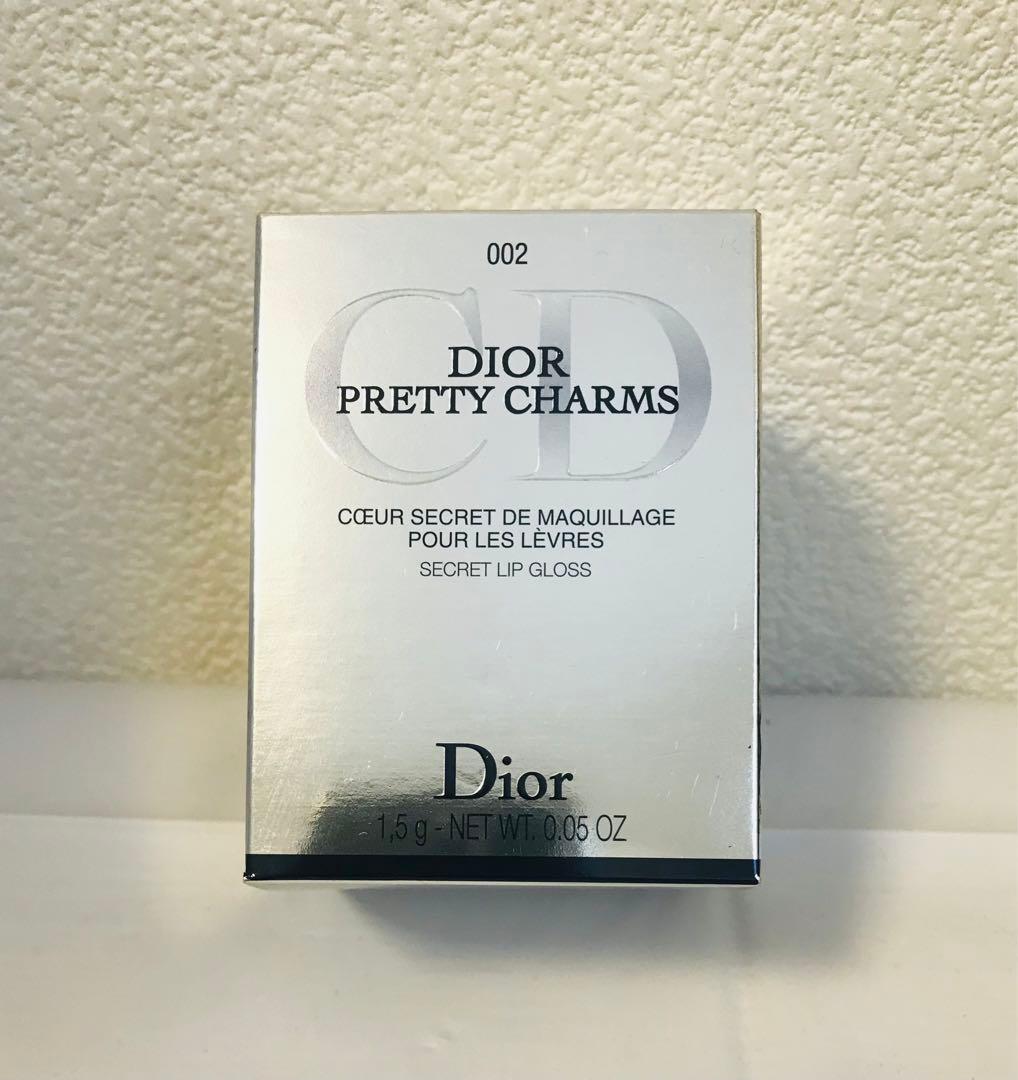 002
CD
DIOR
PRETTY CHARMS
CŒUR SECRET DE MAQUILLAGE
POUR LES LÈVRES
SECRET LIP GLOSS
Dior
1,5 g - NET WT. 0.05 OZ